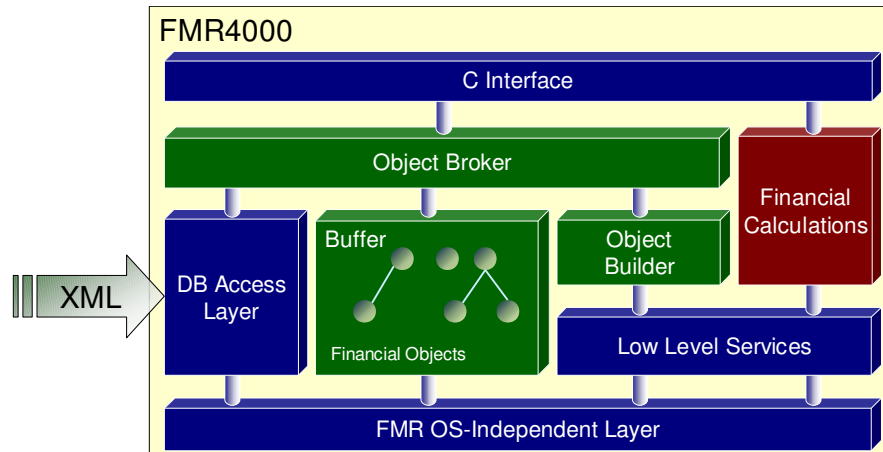 FMR4000
C Interface
Object Broker
Financial
Calculations
Buffer
Object
Builder
XML
DB Access
Layer
Financial Objects
Low Level Services
FMR OS-Independent Layer